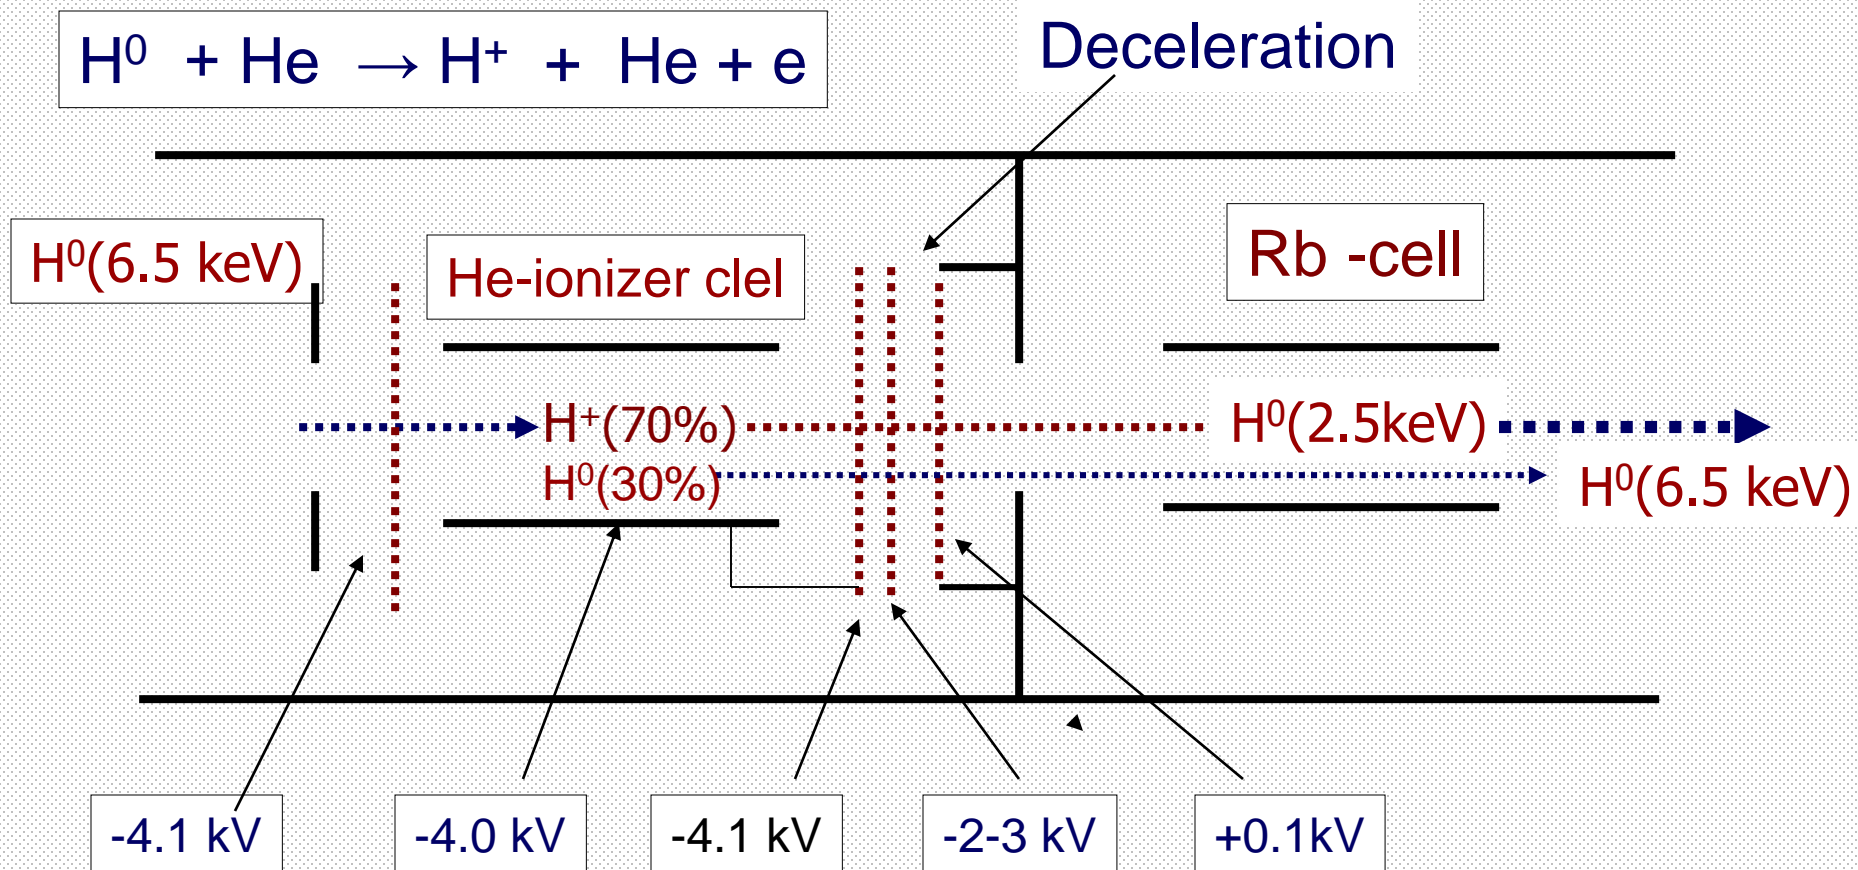 H⁰ + He → H⁺ + He + e
Deceleration
H⁰(6.5 keV)
He-ionizer clel
Rb -cell
H⁺(70%)
H⁰(2.5keV)
H⁰(30%)
H⁰(6.5 keV)
-4.1 kV
-4.0 kV
-4.1 kV
-2-3 kV
+0.1kV